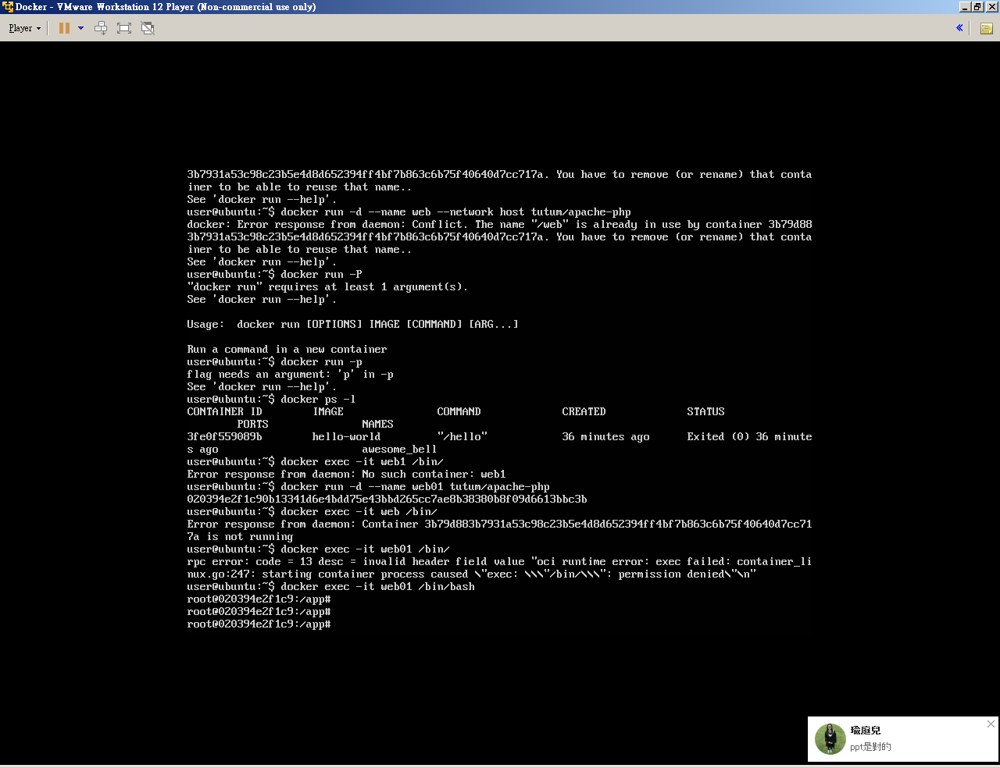 Docker - VMware Workstation 12 Player (Non-commercial use only)
Player
3b7931a53c98c23b5e4d8d652394ff4bf7b863c6b75f40640d7cc717a. You have to remove (or rename) that conta
iner to be able to reuse that name..
See 'docker run --help'.
user@ubuntu:~$ docker run -d --name web --network host tutum/apache-php
docker: Error response from daemon: Conflict. The name "/web" is already in use by container 3b79d88
3b7931a53c98c23b5e4d8d652394ff4bf7b863c6b75f40640d7cc717a. You have to remove (or rename) that conta
iner to be able to reuse that name..
See 'docker run --help'.
user@ubuntu:~$ docker run -P
"docker run" requires at least 1 argument(s).
See 'docker run --help'.
Usage:  docker run [OPTIONS] IMAGE [COMMAND] [ARG...]
Run a command in a new container
user@ubuntu:~$ docker run -p
flag needs an argument: 'p' in -p
See 'docker run --help'.
user@ubuntu:~$ docker ps -l
CONTAINER ID        IMAGE               COMMAND             CREATED             STATUS
        PORTS               NAMES
3fe0f559089b        hello-world         "/hello"            36 minutes ago      Exited (0) 36 minute
s ago                       awesome_bell
user@ubuntu:~$ docker exec -it web1 /bin/
Error response from daemon: No such container: web1
user@ubuntu:~$ docker run -d --name web01 tutum/apache-php
020394e2f1c90b13341d6e4bdd75e43bbd265cc7ae8b38380b8f09d6613bbc3b
user@ubuntu:~$ docker exec -it web /bin/
Error response from daemon: Container 3b79d883b7931a53c98c23b5e4d8d652394ff4bf7b863c6b75f40640d7cc71
7a is not running
user@ubuntu:~$ docker exec -it web01 /bin/
rpc error: code = 13 desc = invalid header field value "oci runtime error: exec failed: container_li
nux.go:247: starting container process caused \"exec: \\\"/bin/\\\": permission denied\"\n"
user@ubuntu:~$ docker exec -it web01 /bin/bash
root@020394e2f1c9:/app#
root@020394e2f1c9:/app#
root@020394e2f1c9:/app#
瑜庭兒
ppt是對的